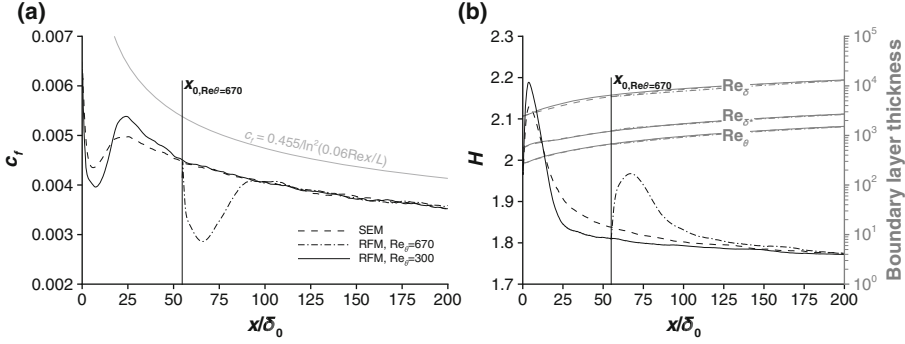 (a)
0.007
0.006
0.005
0.004
0.003
0.002
c_f
x_0,Reθ=670
c_f = 0.455/ln²(0.06Rex/L)
SEM
RFM, Re_θ=670
RFM, Re_θ=300
0 25 50 75 100 125 150 175 200
x/δ_0
(b)
2.3
2.2
2.1
2
1.9
1.8
1.7
H
x_0,Reθ=670
Re_δ
Re_δ*
Re_θ
10^5
10^4
10^3
10^2
10^1
10^0
Boundary layer thickness
0 25 50 75 100 125 150 175 200
x/δ_0